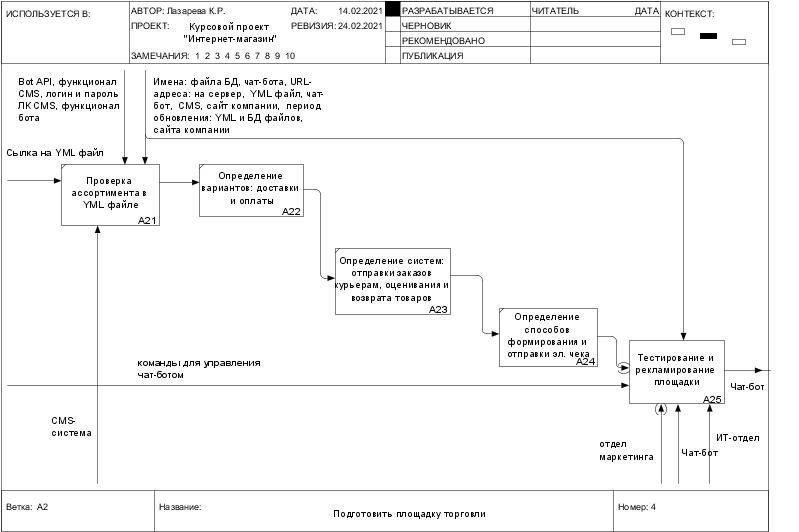 ИСПОЛЬЗУЕТСЯ В:
АВТОР: Лазарева К.Р.
ДАТА: 14.02.2021
ПРОЕКТ: Курсовой проект
"Интернет-магазин"
РЕВИЗИЯ: 24.02.2021
ЗАМЕЧАНИЯ: 1 2 3 4 5 6 7 8 9 10
РАЗРАБАТЫВАЕТСЯ
ЧЕРНОВИК
РЕКОМЕНДОВАНО
ПУБЛИКАЦИЯ
ЧИТАТЕЛЬ
ДАТА
КОНТЕКСТ:
Bot API, функционал
CMS, логин и пароль
ЛК CMS, функционал
бота
Имена: файла БД, чат-бота, URL-
адреса: на сервер, YML файл, чат-
бот, CMS, сайт компании, период
обновления: YML и БД файлов,
сайта компании
Сылка на YML файл
Проверка
ассортимента в
YML файле
A21
Определение
вариантов: доставки
и оплаты
A22
Определение систем:
отправки заказов
курьерам, оценивания и
возврата товаров
A23
Определение
способов
формирования и
отправки эл. чека
A24
Тестирование и
рекламирование
площадки
A25
команды для управления
чат-ботом
Чат-бот
CMS-
система
отдел
маркетинга
Чат-бот
ИТ-отдел
Ветка: A2
Название:
Подготовить площадку торговли
Номер: 4